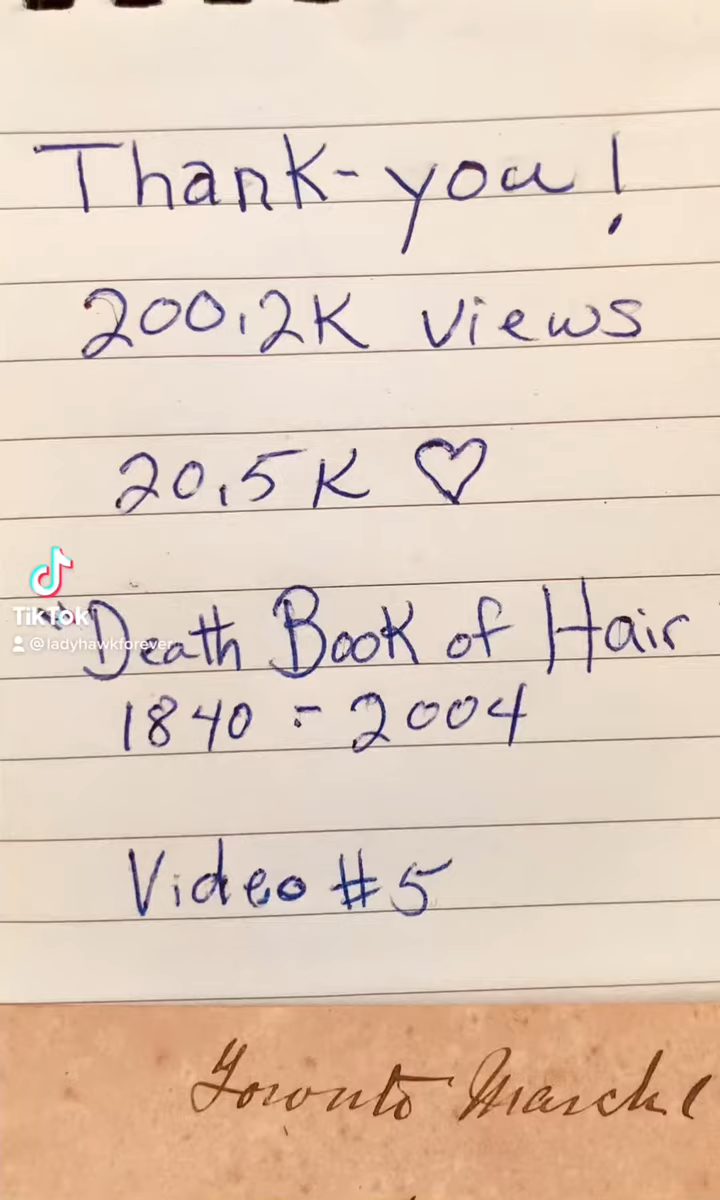 Thank-you!
200.2K views
20.5K ♡
TikTok
@ladyhawkforever
"Death Book of Hair
1840 - 2004
Video #5
Toronto March